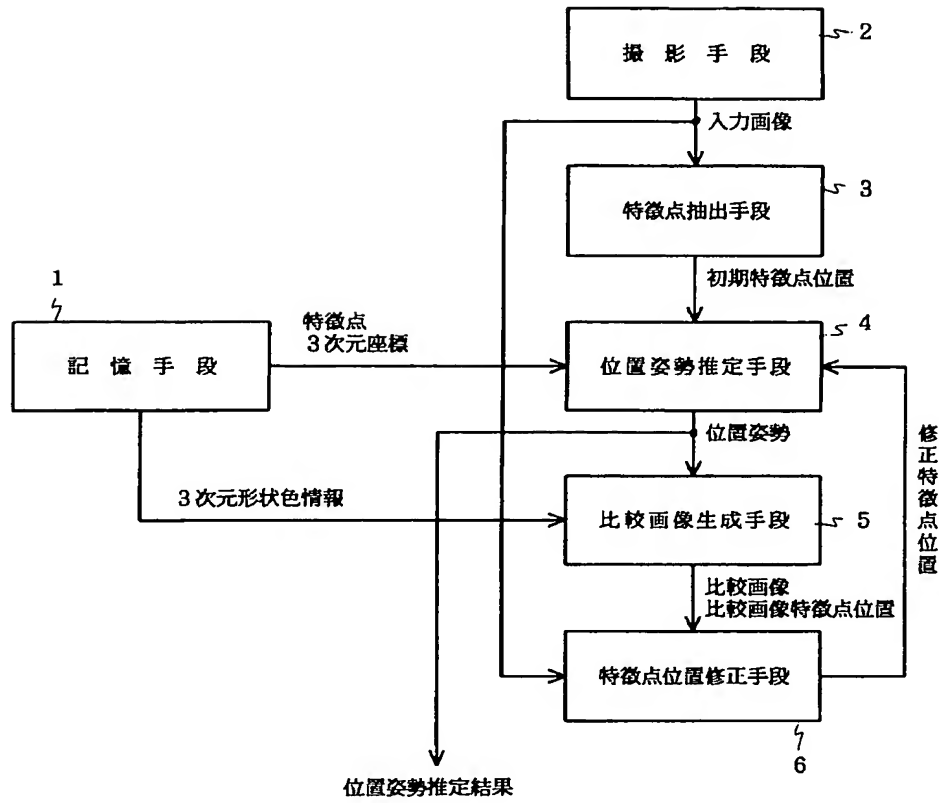 2
撮影手段
入力画像
3
特徴点抽出手段
初期特徴点位置
1
特徴点
3次元座標
4
記憶手段
位置姿勢推定手段
位置姿勢
修正特徴点位置
3次元形状色情報
比較画像生成手段
5
比較画像
比較画像特徴点位置
特徴点位置修正手段
6
位置姿勢推定結果